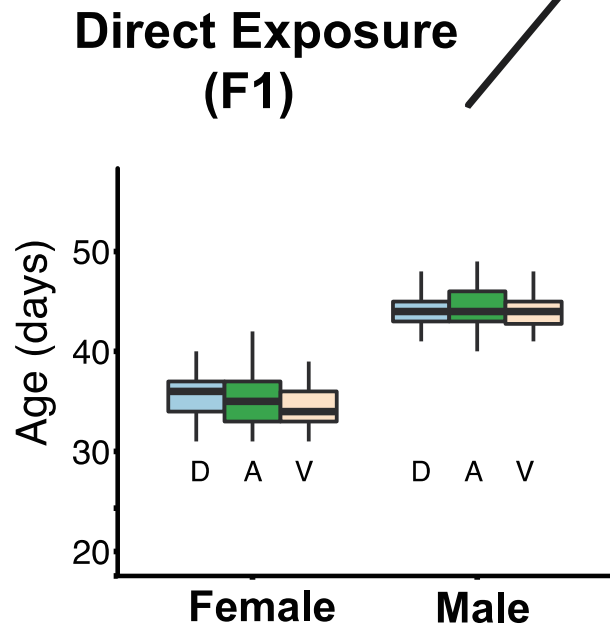 Direct Exposure
(F1)
Age (days)
50
40
30
20
D A V D A V
Female Male